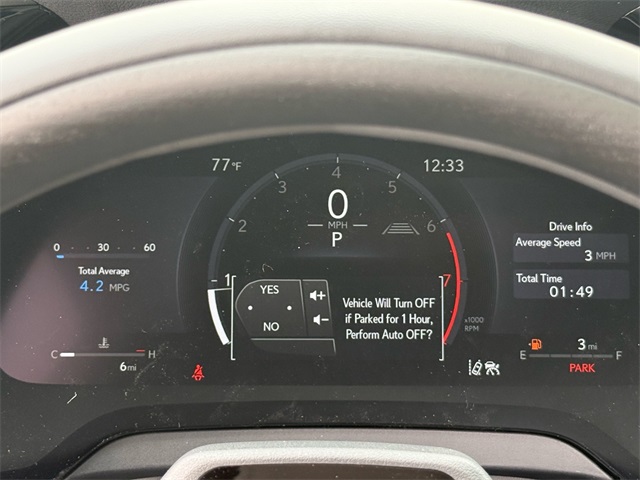 77°F
12:33
0
MPH
P
1
2
3
4
5
6
7
x1000
RPM
0 30 60
Total Average
4.2 MPG
C H
6 mi
YES
NO
+
-
Vehicle Will Turn OFF
if Parked for 1 Hour,
Perform Auto OFF?
Drive Info
Average Speed
3 MPH
Total Time
01:49
3 mi
E F
PARK